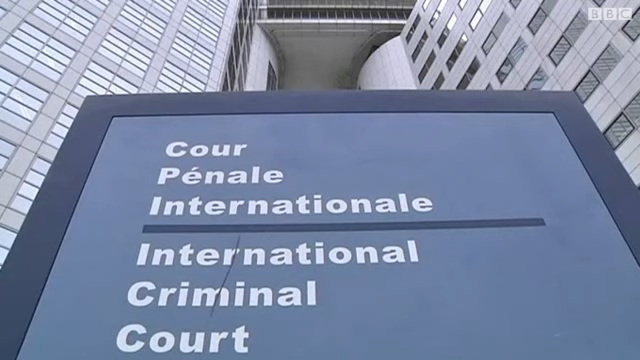 BBC
Cour
Pénale
Internationale
International
Criminal
Court